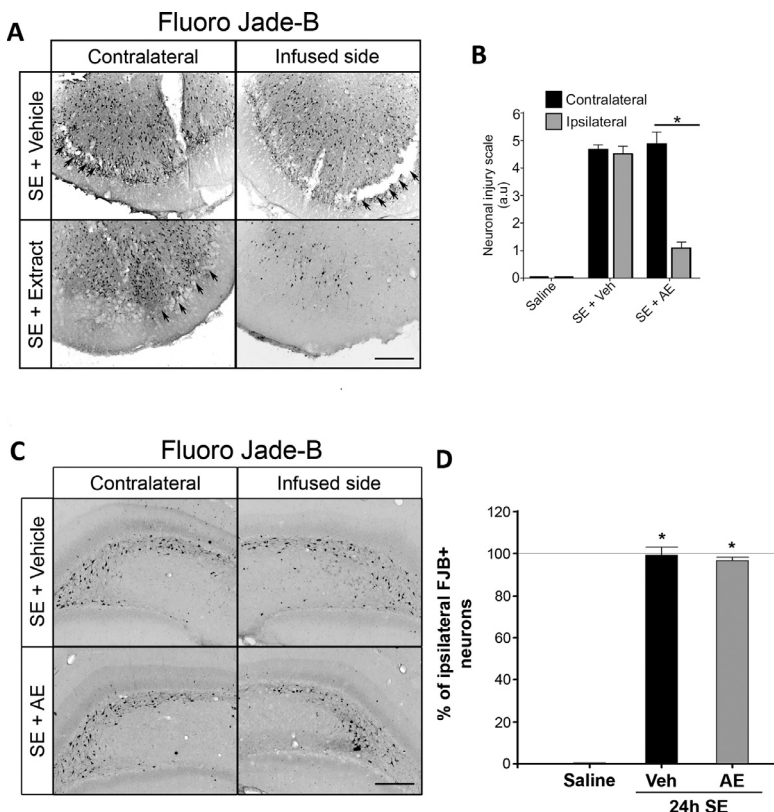 A
Fluoro Jade-B
Contralateral
Infused side
SE + Vehicle
SE + Extract
B
Contralateral
Ipsilateral
*
Neuronal injury scale
(a.u)
6
5
4
3
2
1
0
Saline
SE + Veh
SE + AE
C
Fluoro Jade-B
Contralateral
Infused side
SE + Vehicle
SE + AE
D
% of ipsilateral FJB+
neurons
120
100
80
60
40
20
0
*
*
Saline
Veh
AE
24h SE